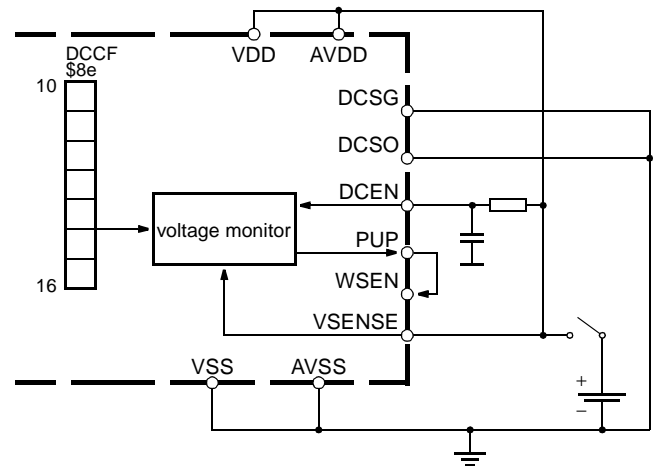 VDD
AVDD
DCCF
$8e
10
DCSG
DCSO
DCEN
voltage monitor
PUP
WSEN
16
VSENSE
VSS
AVSS
+
−